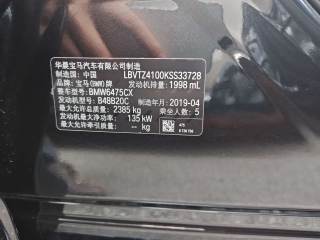 华晨宝马汽车有限公司制造
制造国：中国 LBVTZ4100KSS33728
品牌：宝马(BMW)牌 发动机排量：1998 mL
整车型号：BMW6475CX
发动机型号：B48B20C 制造年月：2019-04
最大允许总质量：2385 kg 乘坐人数：5
发动机最大净功率：135 kW
最大允许牵引质量：-- kg